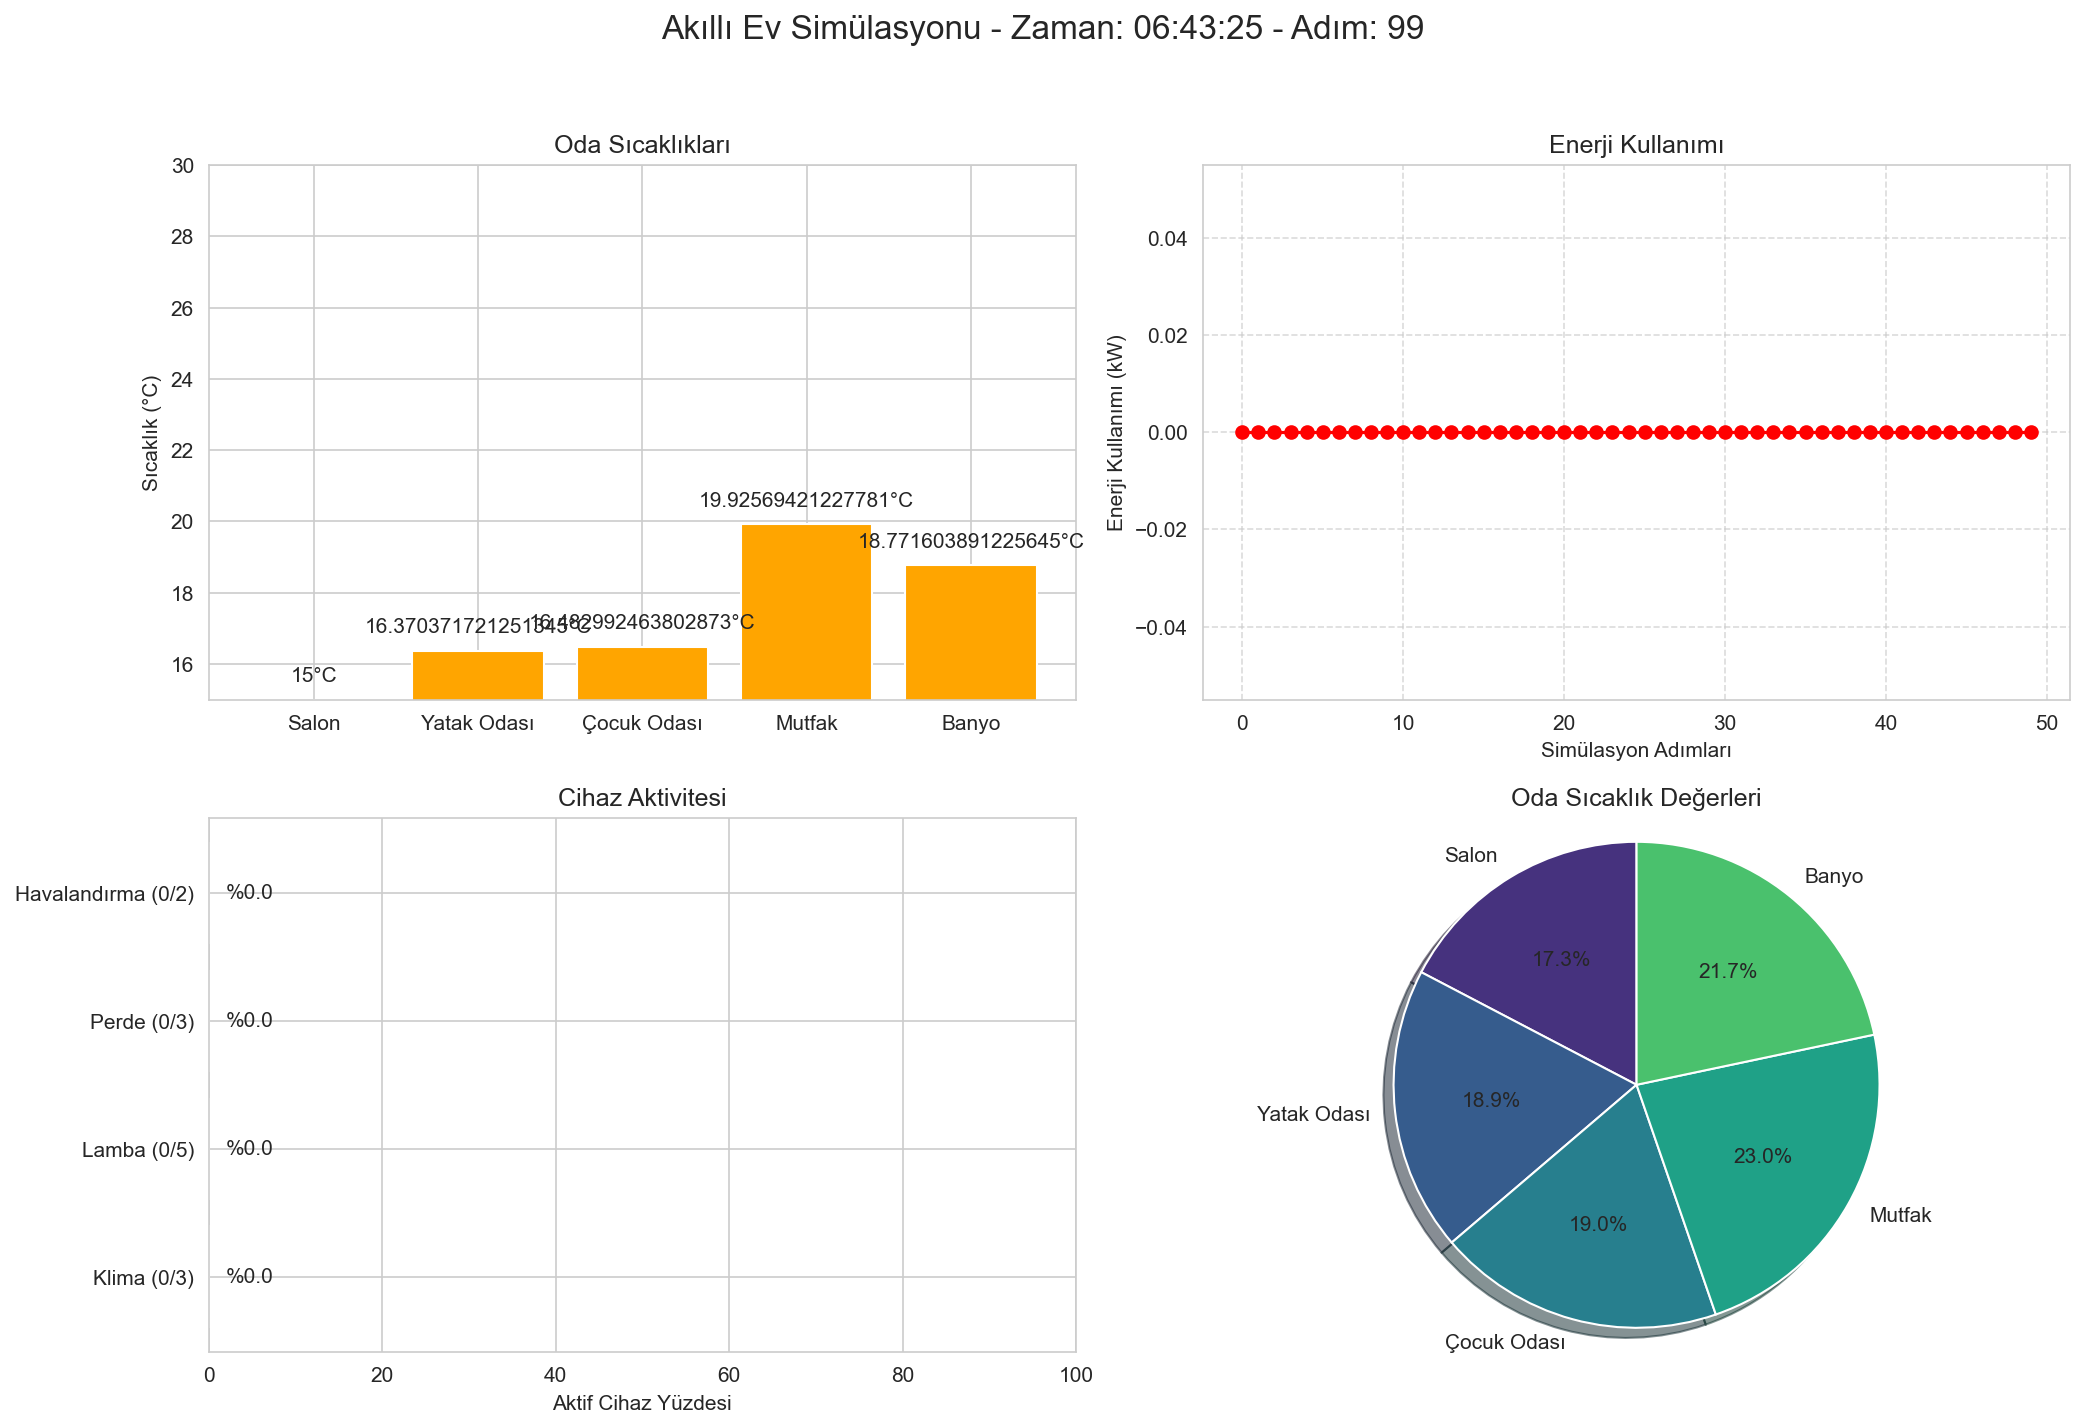 Akıllı Ev Simülasyonu - Zaman: 06:43:25 - Adım: 99
Oda Sıcaklıkları
Sıcaklık (°C)
30
28
26
24
22
20
18
16
19.92569421227781°C
18.771603891225645°C
16.370371721251345°C
16.482992463802873°C
15°C
Salon
Yatak Odası
Çocuk Odası
Mutfak
Banyo
Enerji Kullanımı
Enerji Kullanımı (kW)
0.04
0.02
0.00
−0.02
−0.04
0
10
20
30
40
50
Simülasyon Adımları
Cihaz Aktivitesi
Havalandırma (0/2)
%0.0
Perde (0/3)
%0.0
Lamba (0/5)
%0.0
Klima (0/3)
%0.0
0
20
40
60
80
100
Aktif Cihaz Yüzdesi
Oda Sıcaklık Değerleri
Salon
17.3%
Banyo
21.7%
Yatak Odası
18.9%
Mutfak
23.0%
Çocuk Odası
19.0%